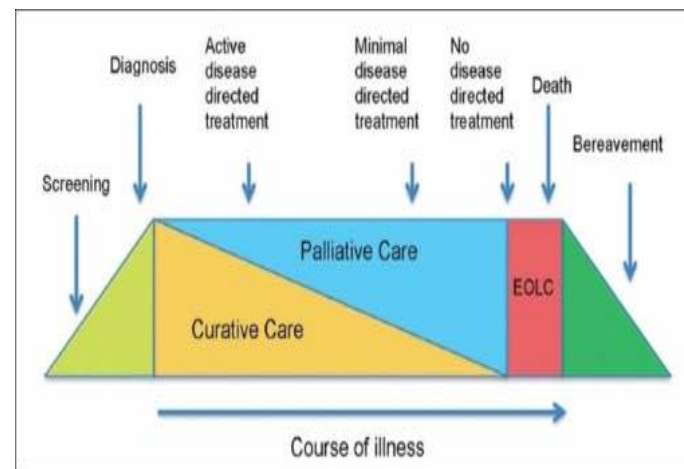 Diagnosis
Active
disease
directed
treatment
Minimal
disease
directed
treatment
No
disease
directed
treatment
Death
Bereavement
Screening
Palliative Care
Curative Care
EOLC
Course of illness